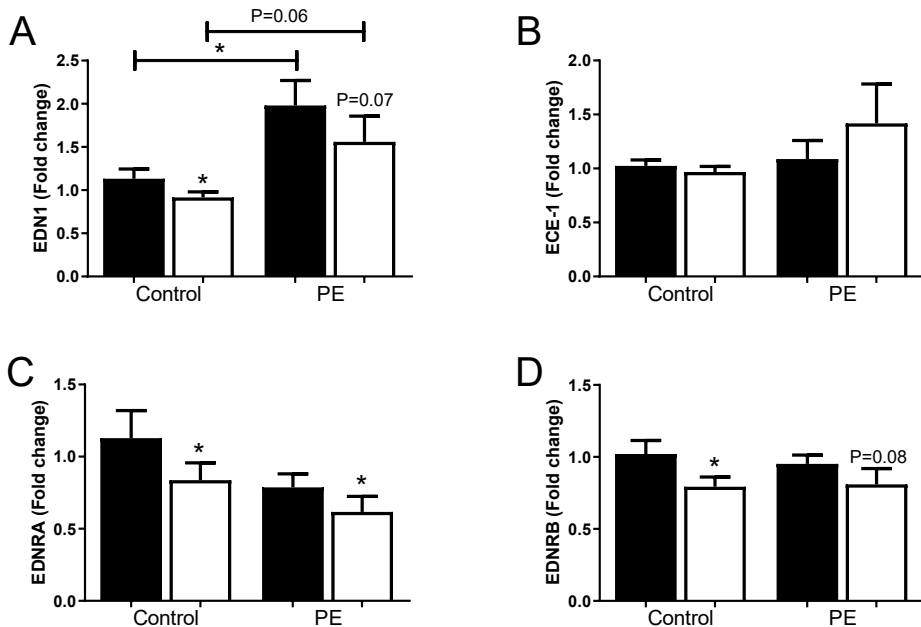 A
P=0.06
*
2.5
2.0
1.5
1.0
0.5
0.0
EDN1 (Fold change)
*
P=0.07
Control
PE
B
2.0
1.5
1.0
0.5
0.0
ECE-1 (Fold change)
Control
PE
C
1.5
1.0
0.5
0.0
EDNRA (Fold change)
*
*
Control
PE
D
1.5
1.0
0.5
0.0
EDNRB (Fold change)
*
P=0.08
Control
PE